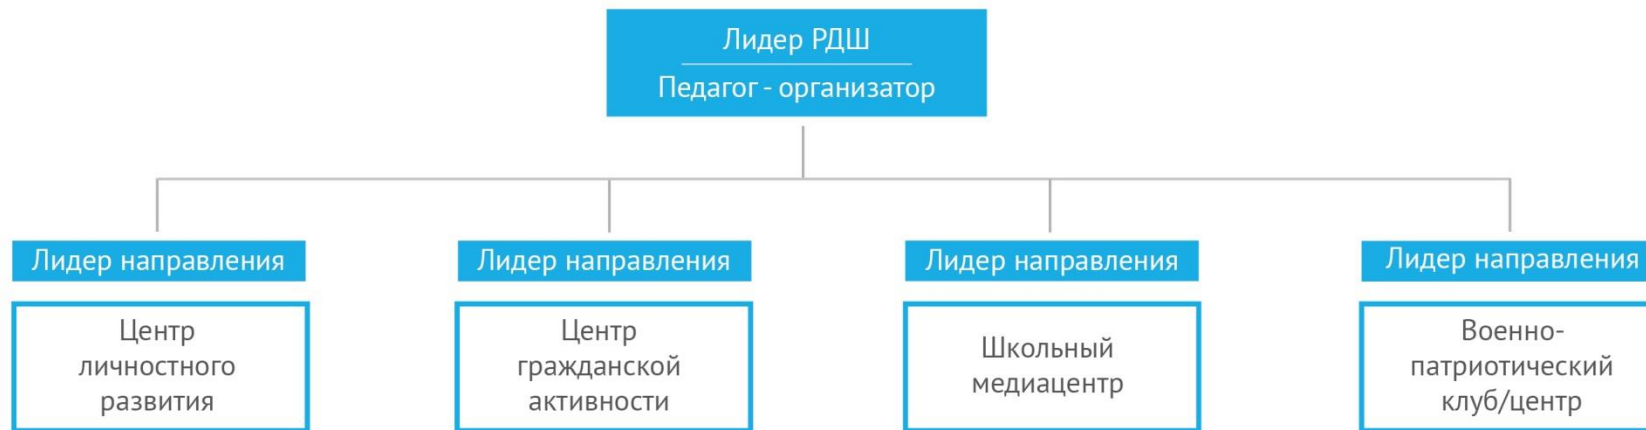 Лидер РДШ
Педагог - организатор
Лидер направления
Лидер направления
Лидер направления
Лидер направления
Центр
личностного
развития
Центр
гражданской
активности
Школьный
медиацентр
Военно-
патриотический
клуб/центр